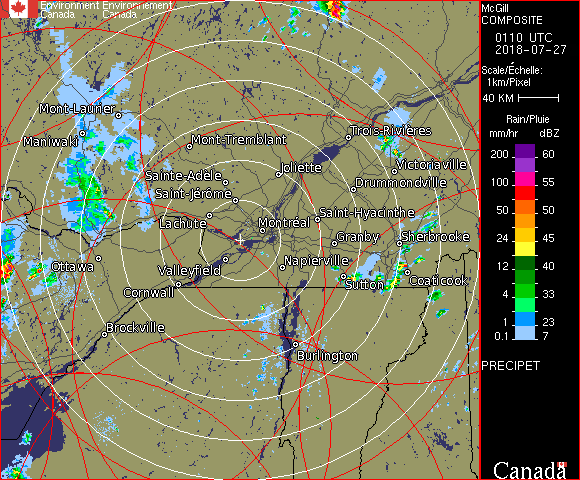 Environment Environnement
Canada Canada
McGill
COMPOSITE
0110 UTC
2018-07-27
Scale/Échelle:
1km/Pixel
40 KM
Rain/Pluie
mm/hr dBZ
200 60
100 55
50 50
24 45
12 40
4 33
1 23
0.1 7
PRECIPET
Canada
Mont-Laurier
Maniwaki
Mont-Tremblant
Trois-Rivières
Joliette
Victoriaville
Sainte-Adèle
Drummondville
Saint-Jérôme
Lachute
Saint-Hyacinthe
Montréal
Granby
Sherbrooke
Ottawa
Valleyfield
Napierville
Cornwall
Sutton
Coaticook
Brockville
Burlington